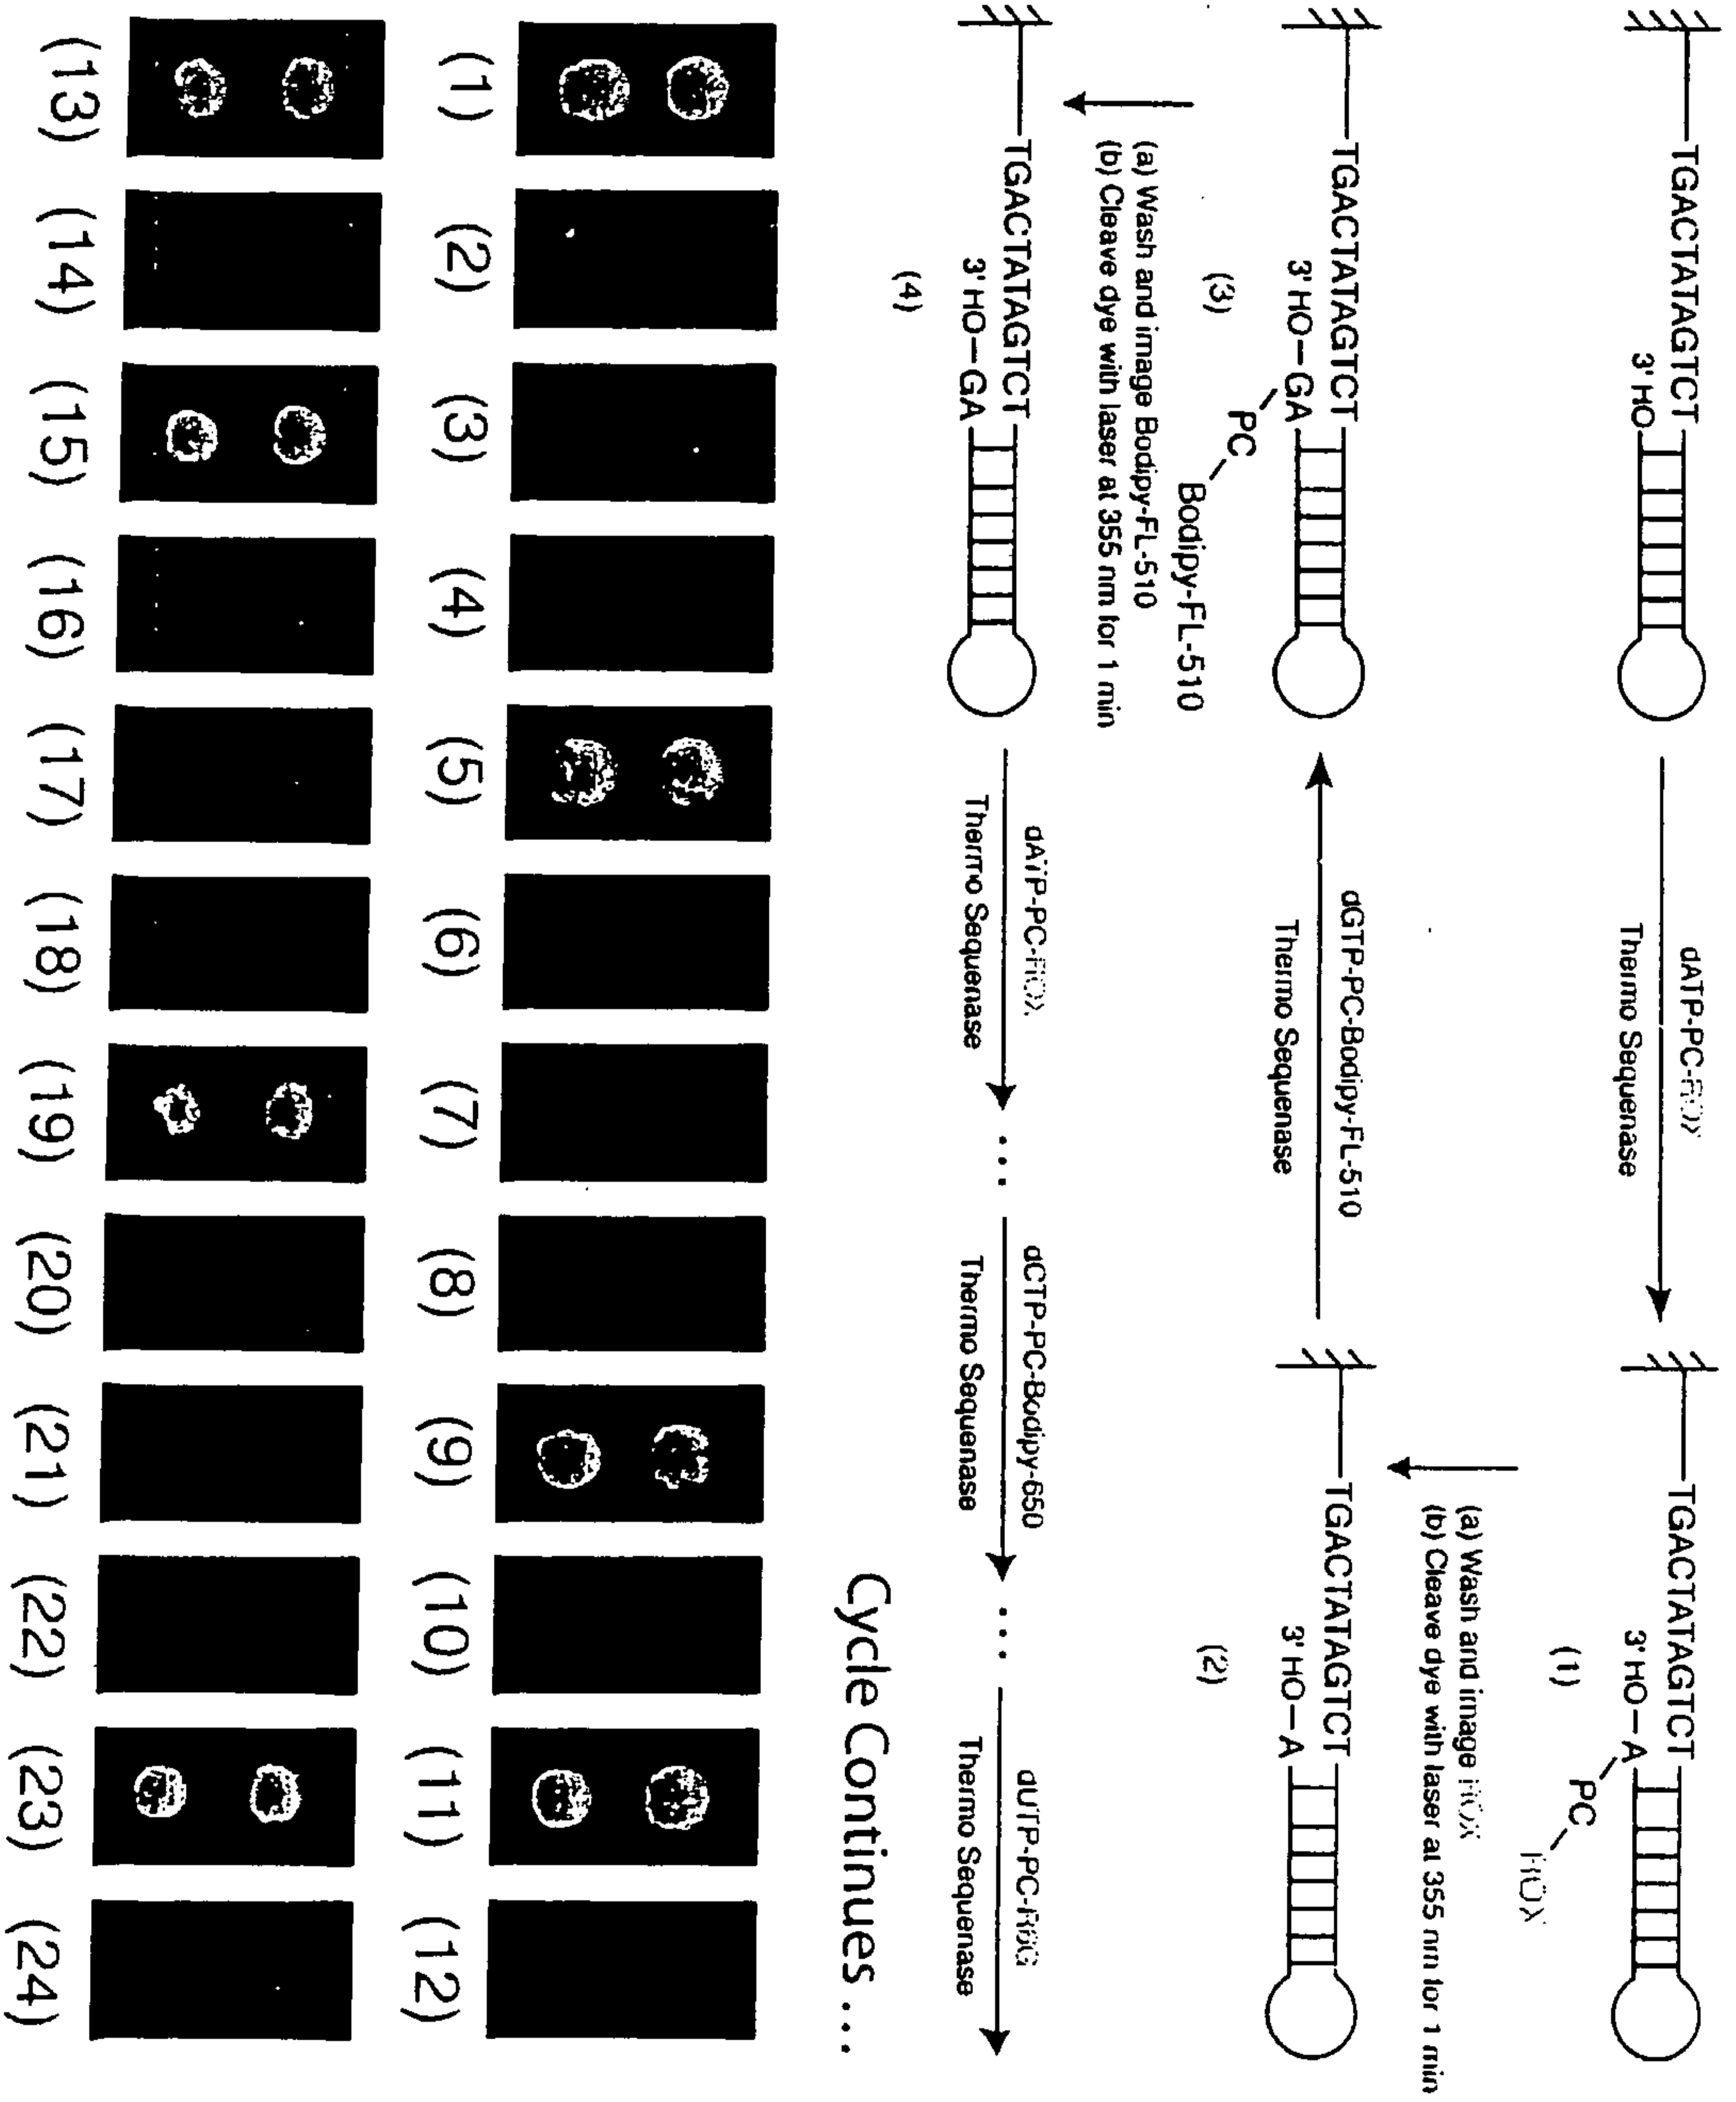 TGACTATAGTCT
3' HO
dATP-PC-ROX
Thermo Sequenase
TGACTATAGTCT
3' HO–A
PC
ROX
(1)
(a) Wash and image ROX
(b) Cleave dye with laser at 355 nm for 1 min
TGACTATAGTCT
3' HO–A
(2)
dGTP-PC-Bodipy-FL-510
Thermo Sequenase
TGACTATAGTCT
3' HO–GA
PC
Bodipy-FL-510
(3)
(a) Wash and image Bodipy-FL-510
(b) Cleave dye with laser at 355 nm for 1 min
TGACTATAGTCT
3' HO–GA
(4)
dATP-PC-ROX
Thermo Sequenase
...
dCTP-PC-Bodipy-650
Thermo Sequenase
...
dUTP-PC-R6G
Thermo Sequenase
Cycle Continues ....
(1) (2) (3) (4) (5) (6) (7) (8) (9) (10) (11) (12)
(13) (14) (15) (16) (17) (18) (19) (20) (21) (22) (23) (24)